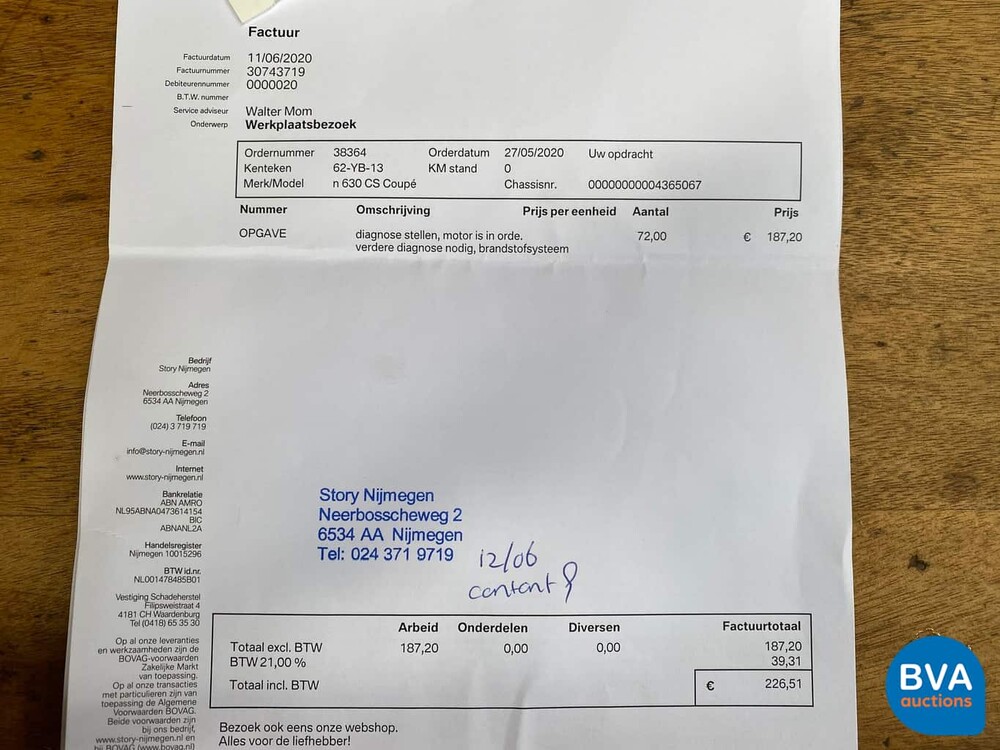 Factuur
Factuurdatum 11/06/2020
Factuurnummer 30743719
Debiteurennummer 0000020
B.T.W. nummer
Service adviseur Walter Mom
Onderwerp Werkplaatsbezoek
Ordernummer 38364 Orderdatum 27/05/2020 Uw opdracht
Kenteken 62-YB-13 KM stand 0
Merk/Model n 630 CS Coupé Chassisnr. 00000000004365067
Nummer Omschrijving Prijs per eenheid Aantal Prijs
OPGAVE diagnose stellen, motor is in orde. 72,00 € 187,20
verdere diagnose nodig, brandstofsysteem
Bedrijf
Story Nijmegen
Adres
Neerbosscheweg 2
6534 AA Nijmegen
Telefoon
(024) 3 719 719
E-mail
info@story-nijmegen.nl
Internet
www.story-nijmegen.nl
Bankrelatie
ABN AMRO
NL95ABNA0473614154
BIC
ABNANL2A
Handelsregister
Nijmegen 10015296
BTW id.nr.
NL001478485B01
Vestiging Schadeherstel
Filipsweistraat 4
4181 CH Waardenburg
Tel (0418) 65 35 30
Op al onze leveranties
en werkzaamheden zijn de
BOVAG-voorwaarden
Zakelijke Markt
van toepassing.
Op al onze transacties
met particulieren zijn van
toepassing de Algemene
Voorwaarden BOVAG.
Beide voorwaarden zijn
bij ons bedrijf,
www.story-nijmegen.nl en
bij BOVAG (www.bovag.nl)
Story Nijmegen
Neerbosscheweg 2
6534 AA Nijmegen
Tel: 024 371 9719
12/06
contant
Arbeid Onderdelen Diversen Factuurtotaal
Totaal excl. BTW 187,20 0,00 0,00 187,20
BTW 21,00 % 39,31
Totaal incl. BTW € 226,51
Bezoek ook eens onze webshop.
Alles voor de liefhebber!
BVA
auctions